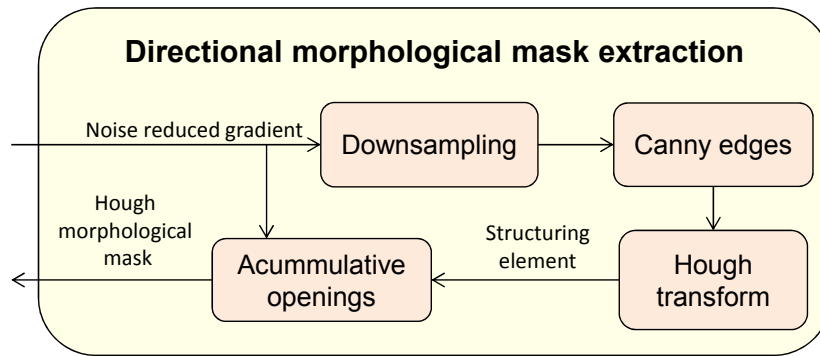 Directional morphological mask extraction
Noise reduced gradient
Downsampling
Canny edges
Hough
morphological
mask
Acummulative
openings
Structuring
element
Hough
transform